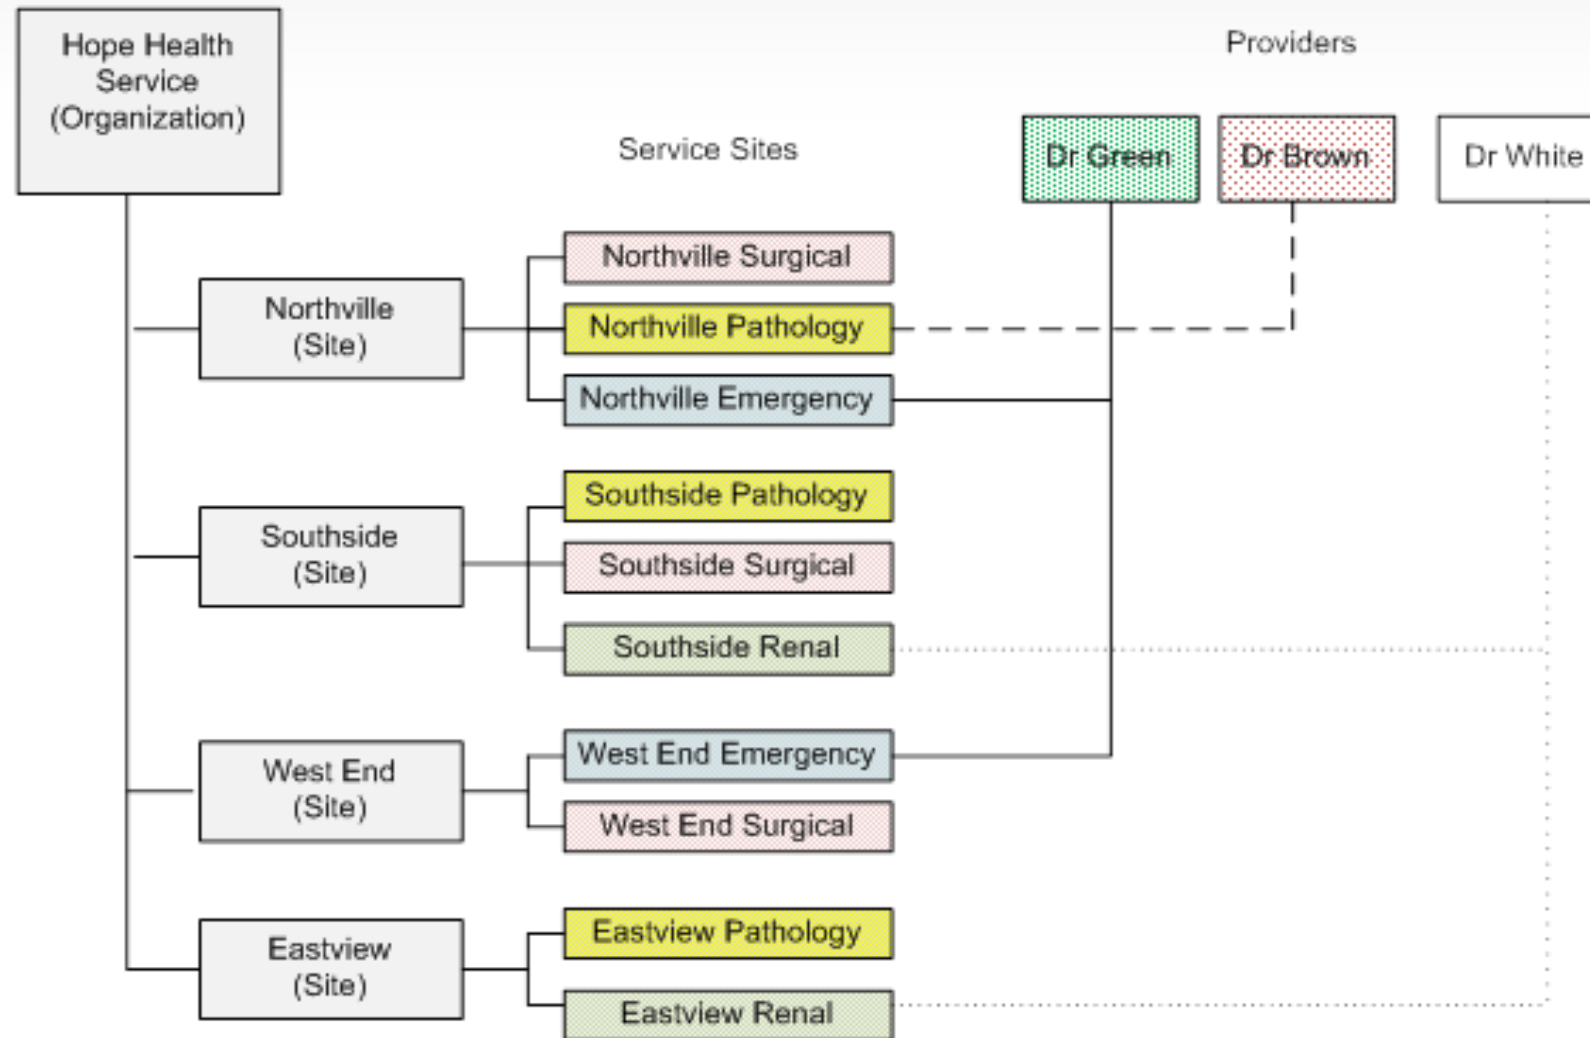 Hope Health
Service
(Organization)
Providers
Service Sites
Dr Green
Dr Brown
Dr White
Northville
(Site)
Northville Surgical
Northville Pathology
Northville Emergency
Southside
(Site)
Southside Pathology
Southside Surgical
Southside Renal
West End
(Site)
West End Emergency
West End Surgical
Eastview
(Site)
Eastview Pathology
Eastview Renal